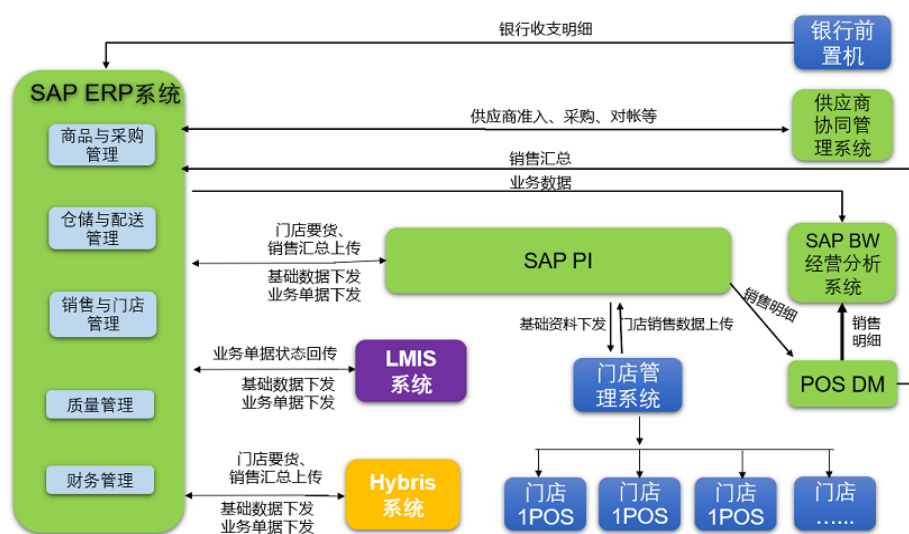 银行收支明细
银行前
置机
SAP ERP系统
供应商准入、采购、对帐等
供应商
协同管
理系统
商品与采购
管理
销售汇总
业务数据
仓储与配送
管理
门店要货、
销售汇总上传
基础数据下发
业务单据下发
SAP PI
SAP BW
经营分析
系统
销售与门店
管理
基础资料下发
门店销售数据上传
销售明细
销售
明细
业务单据状态回传
基础数据下发
业务单据下发
LMIS
系统
门店管
理系统
POS DM
质量管理
门店要货、
销售汇总上传
基础数据下发
业务单据下发
Hybris
系统
财务管理
门店
1POS
门店
1POS
门店
1POS
门店
…...